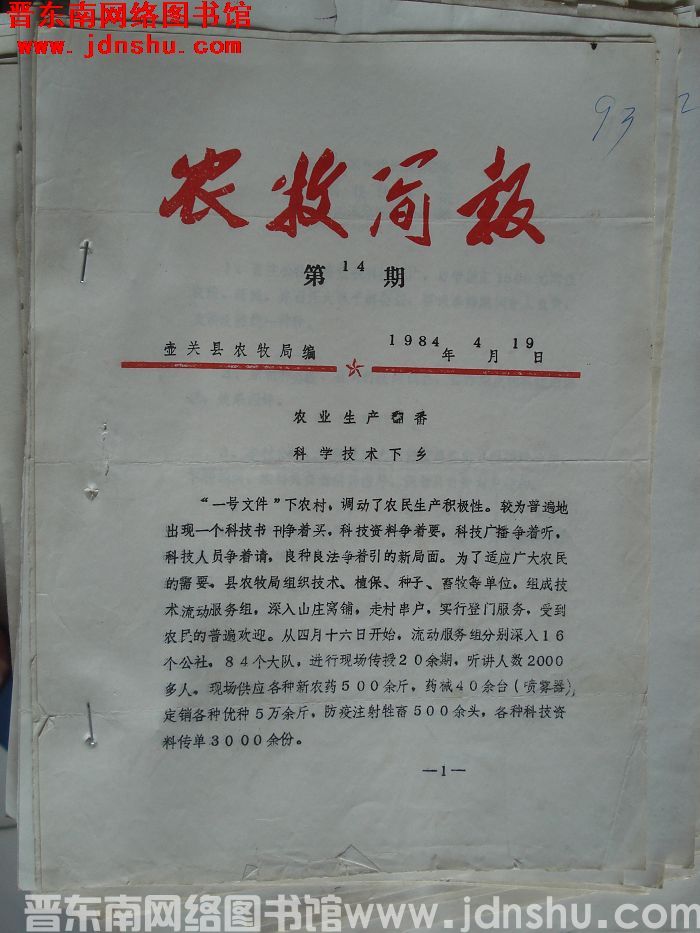 晋东南网络图书馆
www.jdnshu.com
93 2
农牧简报
第14期
壶关县农牧局编 1984年4月19日
农业生产翻番
科学技术下乡
“一号文件”下农村，调动了农民生产积极性。较为普遍地
出现一个科技书刊争着买，科技资料争着要，科技广播争着听，
科技人员争着请，良种良法争着引的新局面。为了适应广大农民
的需要。县农牧局组织技术、植保、种子、畜牧等单位，组成技
术流动服务组，深入山庄窝铺，走村串户，实行登门服务，受到
农民的普遍欢迎。从四月十六日开始，流动服务组分别深入16
个公社，84个大队，进行现场传授20余期，听讲人数2000
多人。现场供应各种新农药500余斤，药械40余台（喷雾器），
定销各种优种5万余斤，防疫注射牲畜500余头，各种科技资
料传单3000余份。
—1—
晋东南网络图书馆www.jdnshu.com